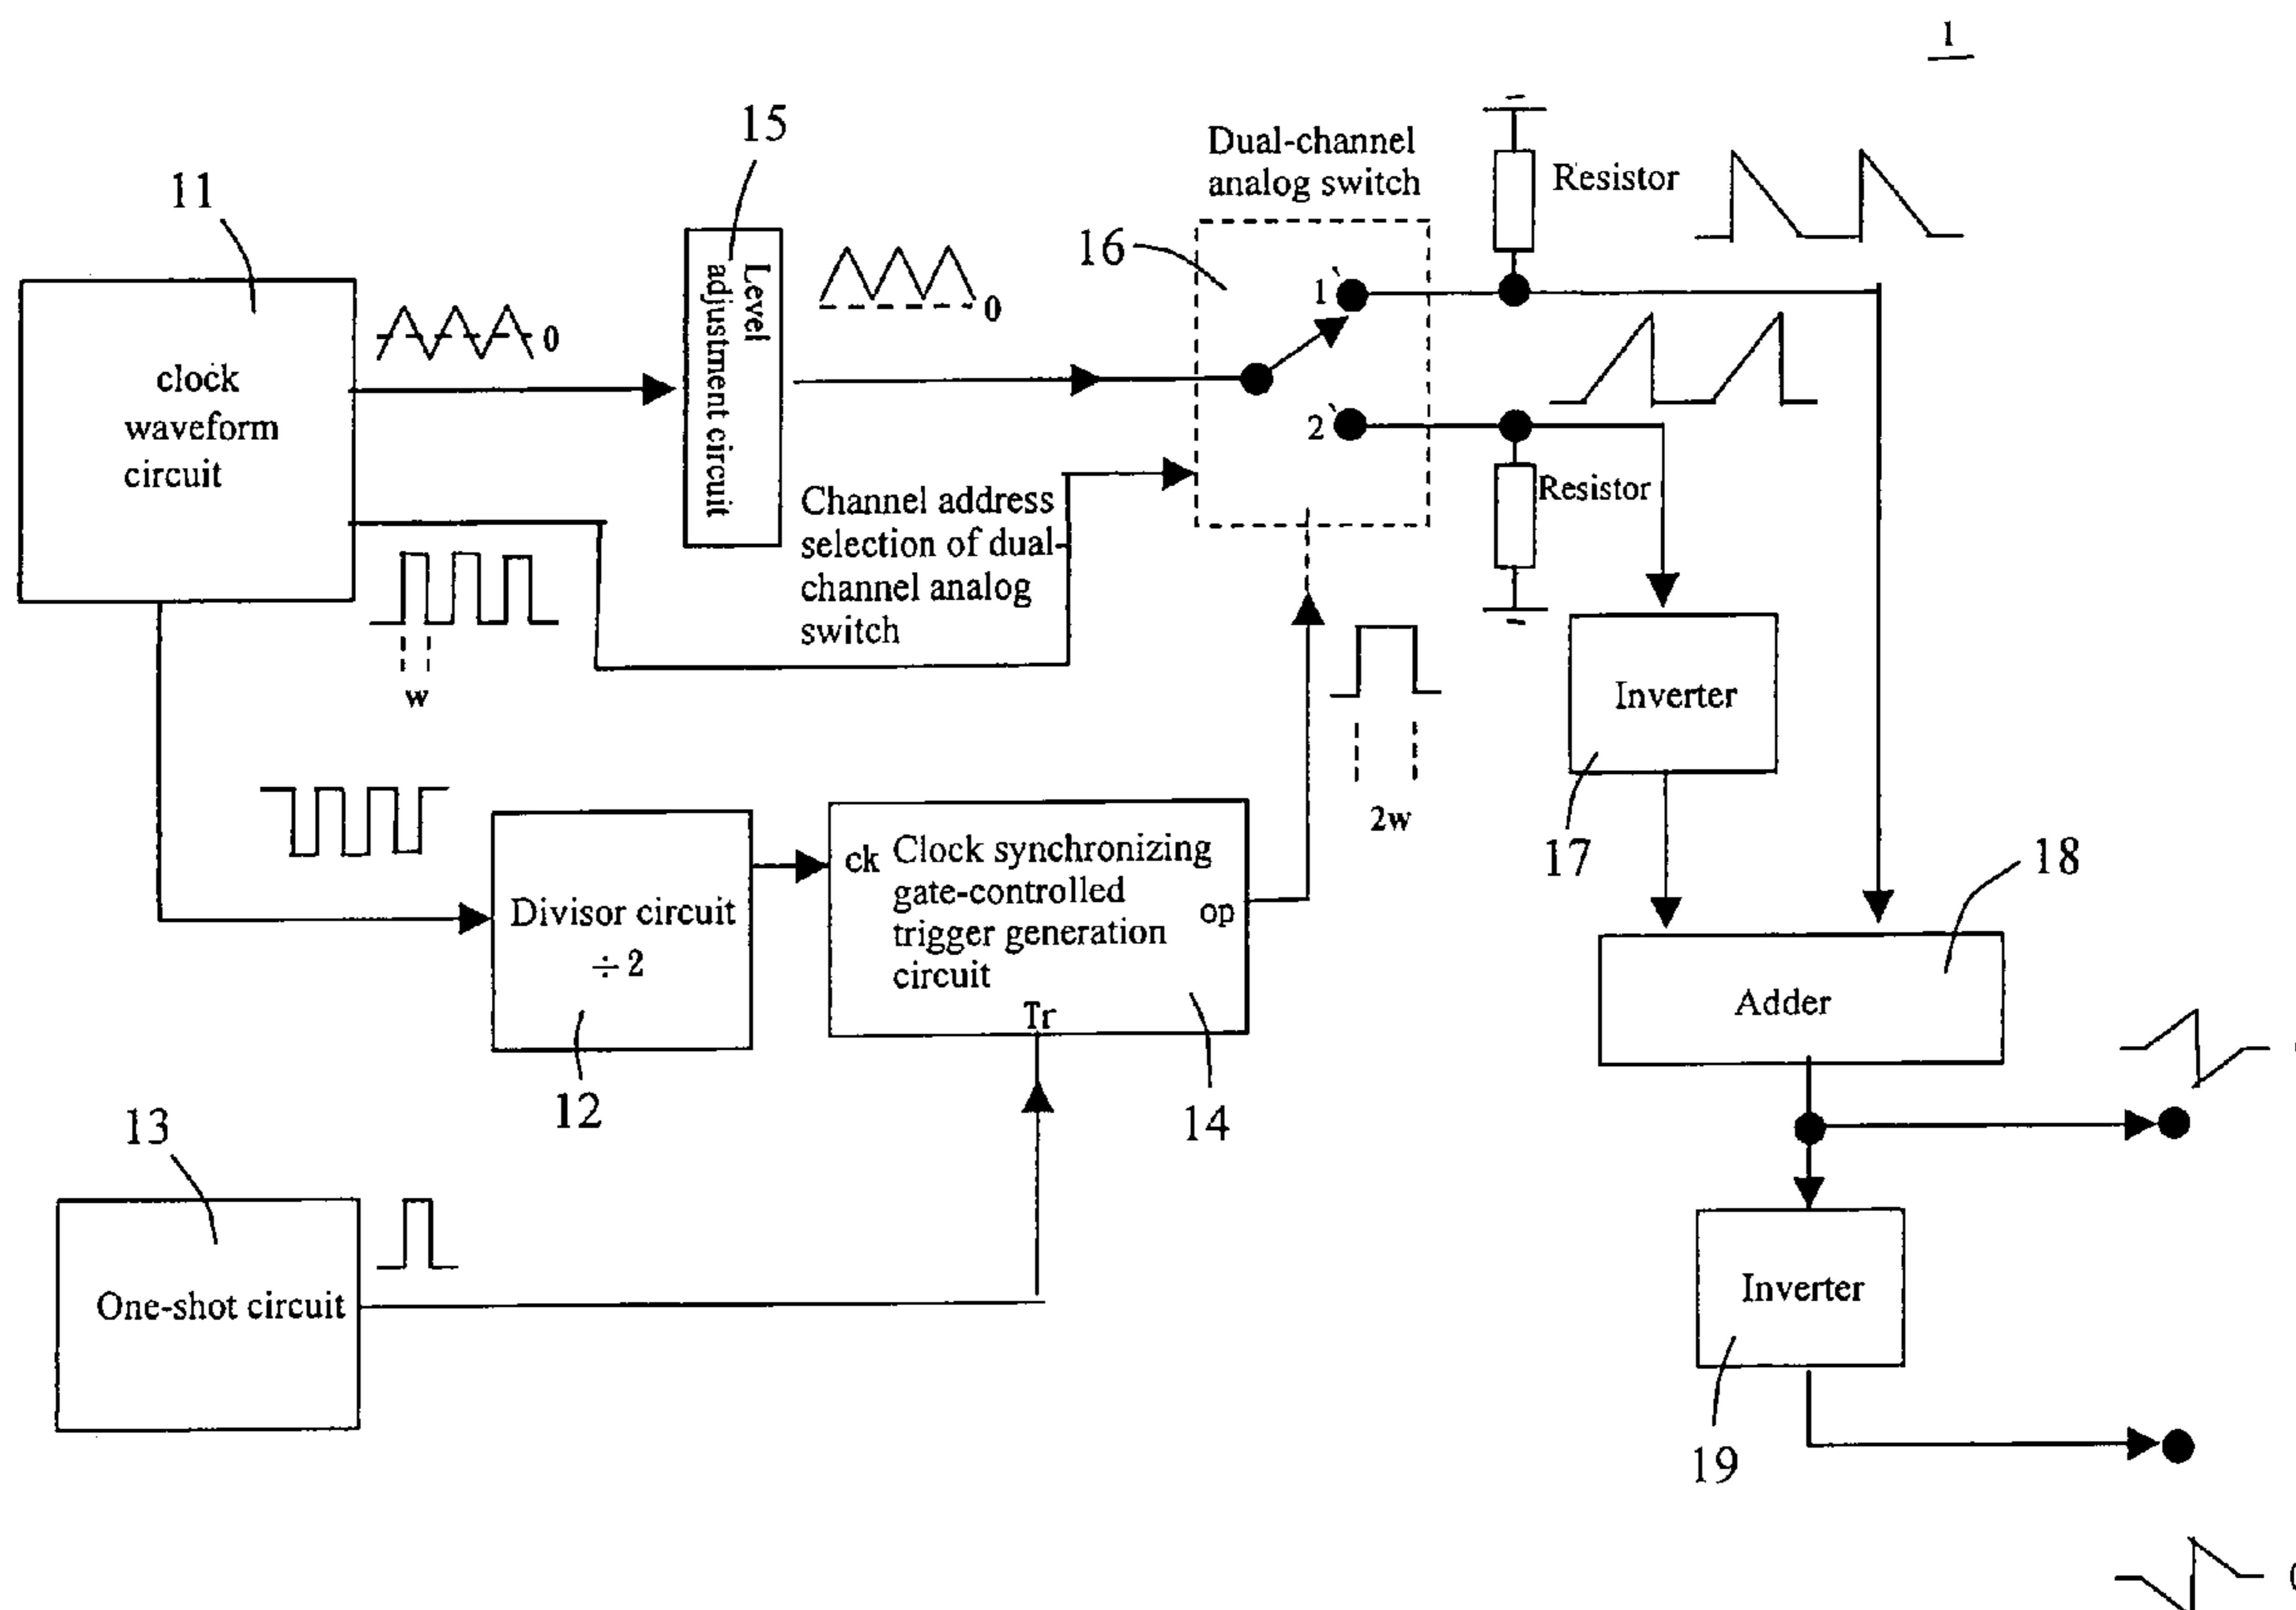 1
11
clock
waveform
circuit
0
w
15
Level
adjustment circuit
0
Channel address
selection of dual-
channel analog
switch
Dual-channel
analog switch
16
1`
2`
Resistor
Resistor
2w
Inverter
17
Divisor circuit
÷2
12
ck
Clock synchronizing
gate-controlled
trigger generation
circuit
op
Tr
14
Adder
18
13
One-shot circuit
Inverter
19